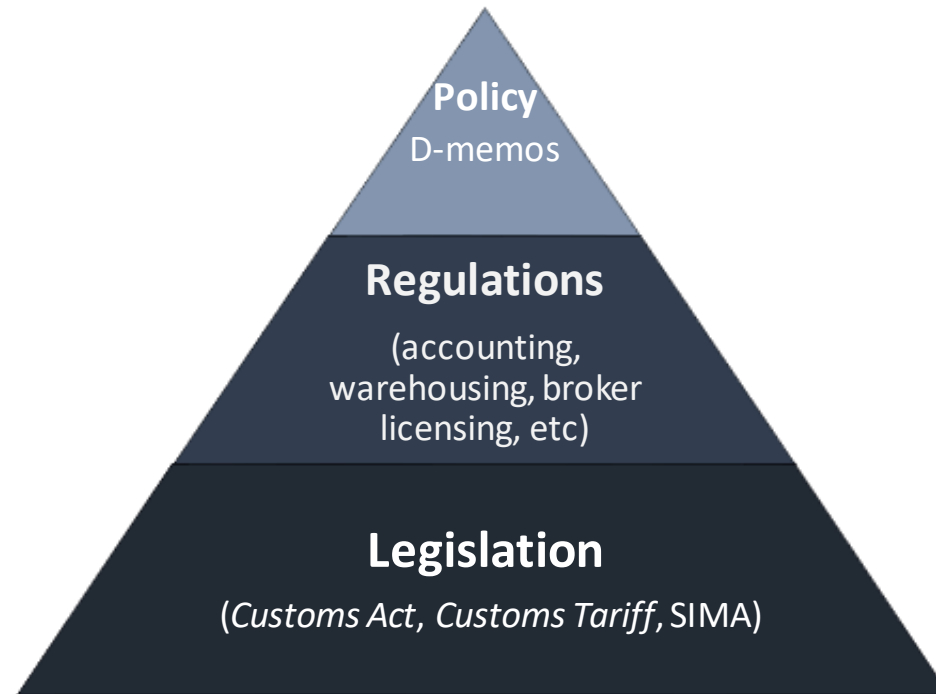 Policy
D-memos
Regulations
(accounting,
warehousing, broker
licensing, etc)
Legislation
(Customs Act, Customs Tariff, SIMA)